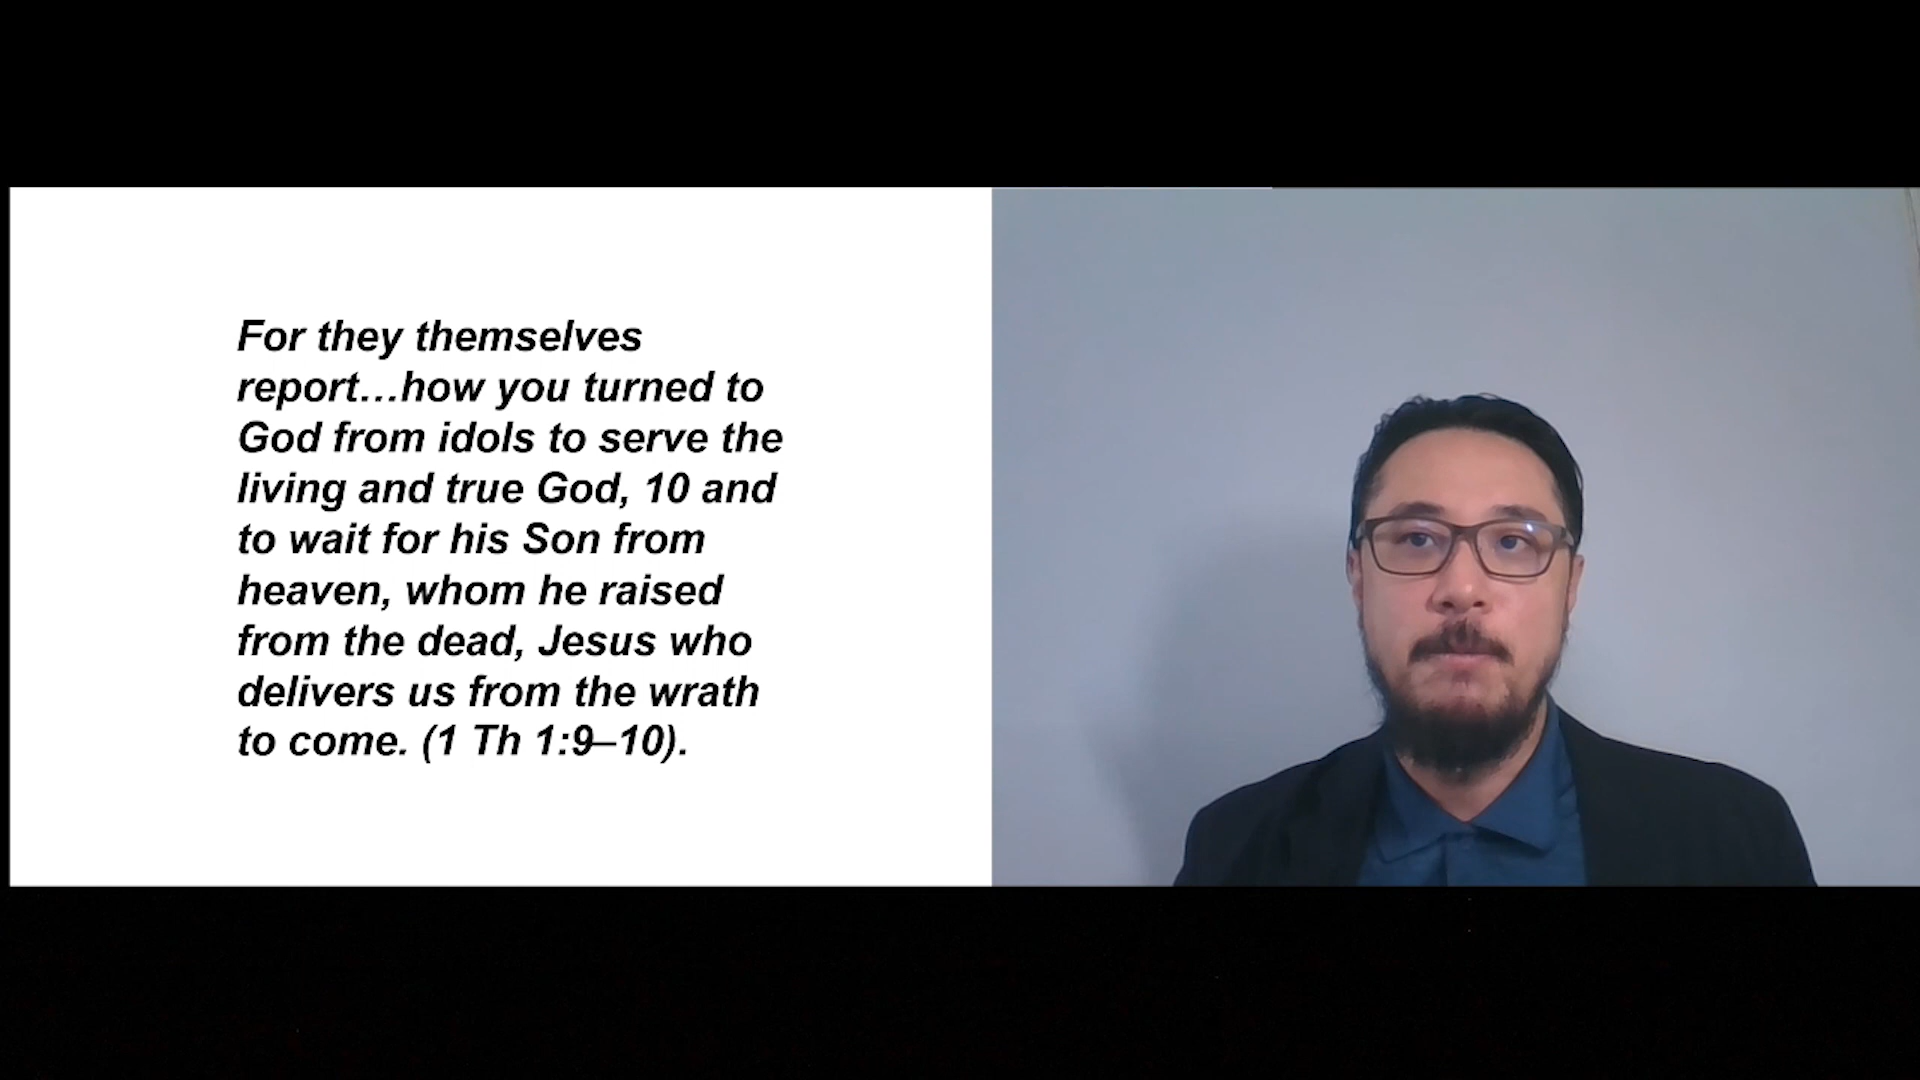 For they themselves
report…how you turned to
God from idols to serve the
living and true God, 10 and
to wait for his Son from
heaven, whom he raised
from the dead, Jesus who
delivers us from the wrath
to come. (1 Th 1:9–10).